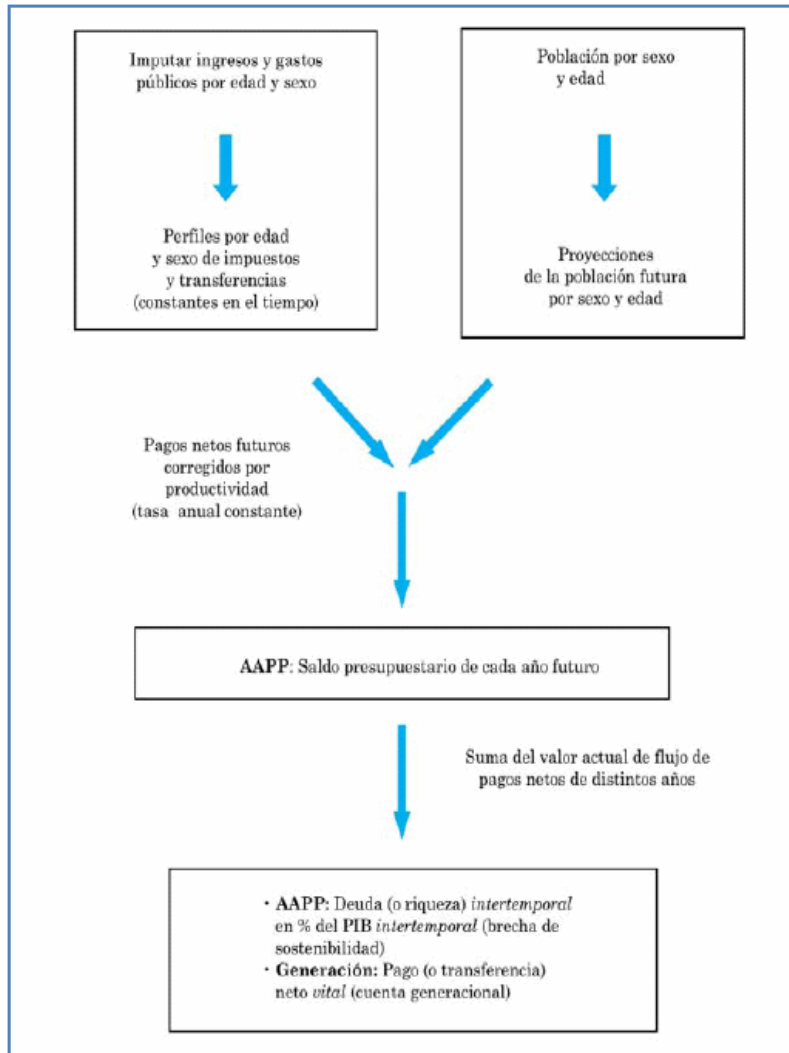 Imputar ingresos y gastos
públicos por edad y sexo
Perfiles por edad
y sexo de impuestos
y transferencias
(constantes en el tiempo)
Población por sexo
y edad
Proyecciones
de la población futura
por sexo y edad
Pagos netos futuros
corregidos por
productividad
(tasa anual constante)
AAPP: Saldo presupuestario de cada año futuro
Suma del valor actual de flujo de
pagos netos de distintos años
· AAPP: Deuda (o riqueza) intertemporal
en % del PIB intertemporal (brecha de
sostenibilidad)
· Generación: Pago (o transferencia)
neto vital (cuenta generacional)